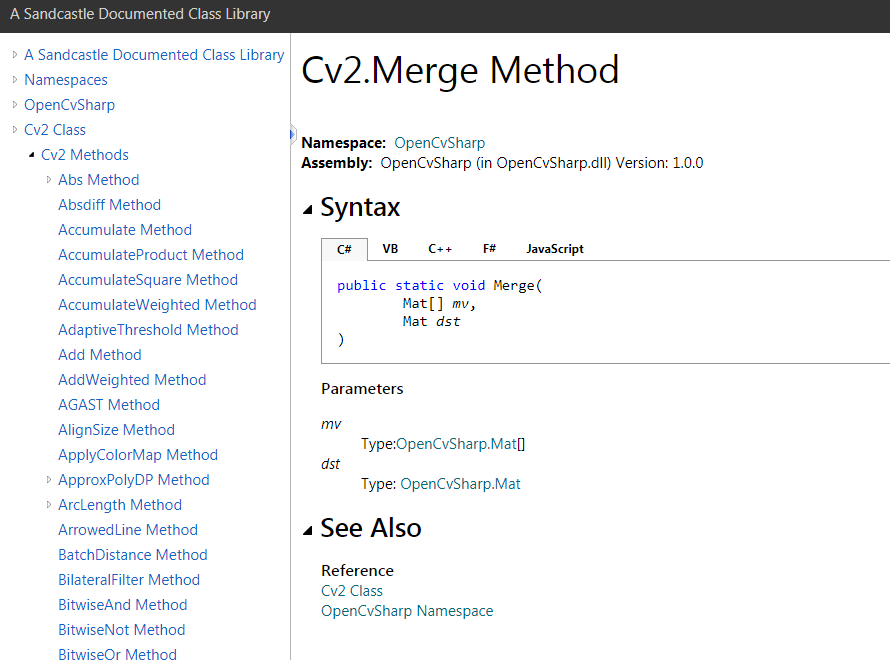 A Sandcastle Documented Class Library
A Sandcastle Documented Class Library
Namespaces
OpenCvSharp
Cv2 Class
Cv2 Methods
Abs Method
Absdiff Method
Accumulate Method
AccumulateProduct Method
AccumulateSquare Method
AccumulateWeighted Method
AdaptiveThreshold Method
Add Method
AddWeighted Method
AGAST Method
AlignSize Method
ApplyColorMap Method
ApproxPolyDP Method
ArcLength Method
ArrowedLine Method
BatchDistance Method
BilateralFilter Method
BitwiseAnd Method
BitwiseNot Method
BitwiseOr Method
Cv2.Merge Method
Namespace: OpenCvSharp
Assembly: OpenCvSharp (in OpenCvSharp.dll) Version: 1.0.0
Syntax
C# VB C++ F# JavaScript
public static void Merge(
Mat[] mv,
Mat dst
)
Parameters
mv
Type:OpenCvSharp.Mat[]
dst
Type: OpenCvSharp.Mat
See Also
Reference
Cv2 Class
OpenCvSharp Namespace